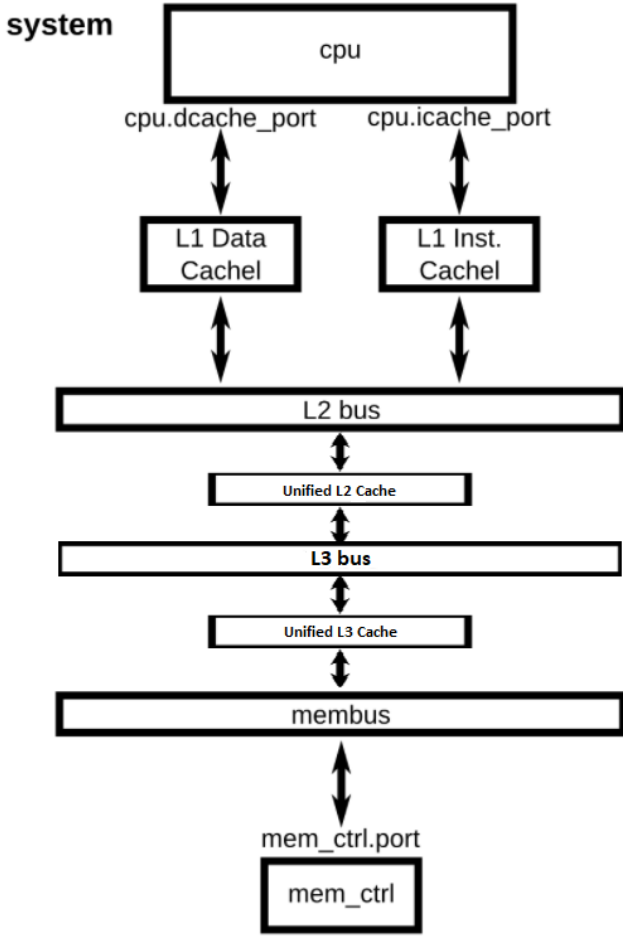 system
cpu
cpu.dcache_port
cpu.icache_port
L1 Data
Cachel
L1 Inst.
Cachel
L2 bus
Unified L2 Cache
L3 bus
Unified L3 Cache
membus
mem_ctrl.port
mem_ctrl